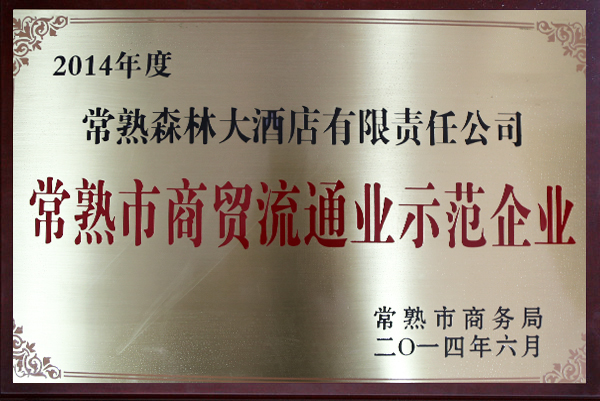 2014年度
常熟森林大酒店有限责任公司
常熟市商贸流通业示范企业
常熟市商务局
二〇一四年六月